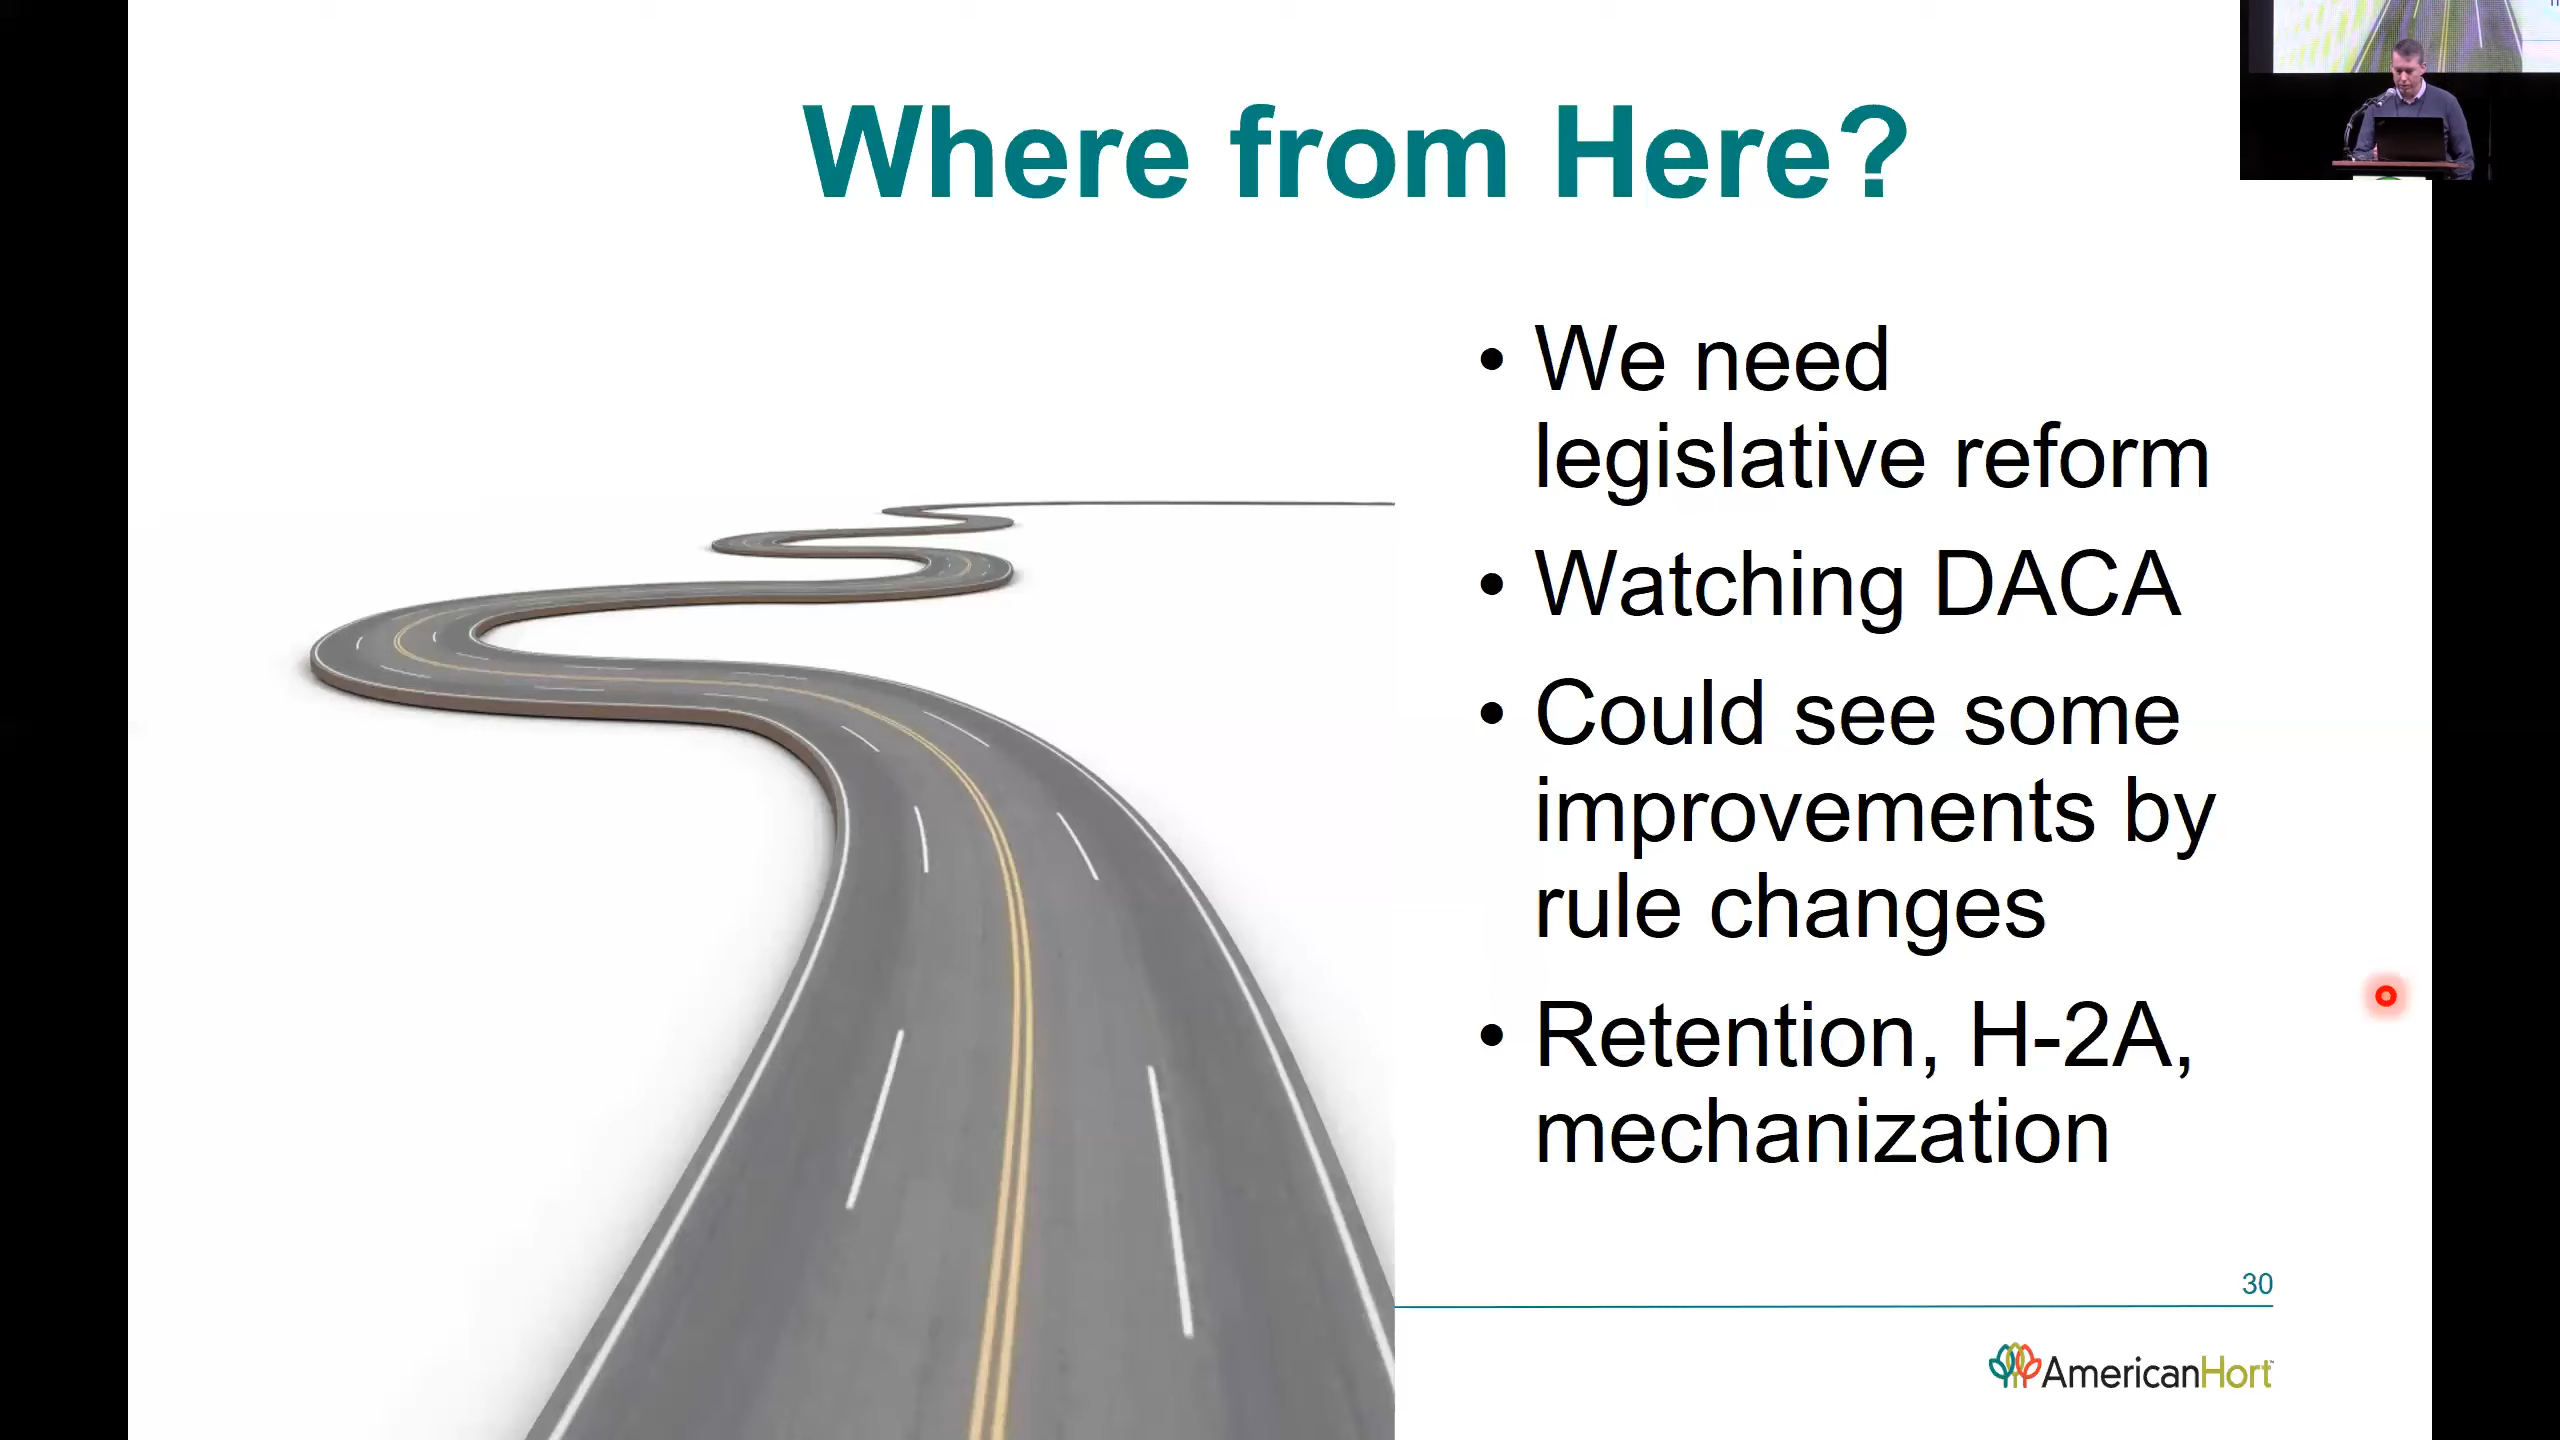 Where from Here?
• We need
legislative reform
• Watching DACA
• Could see some
improvements by
rule changes
• Retention, H-2A,
mechanization
30
AmericanHort